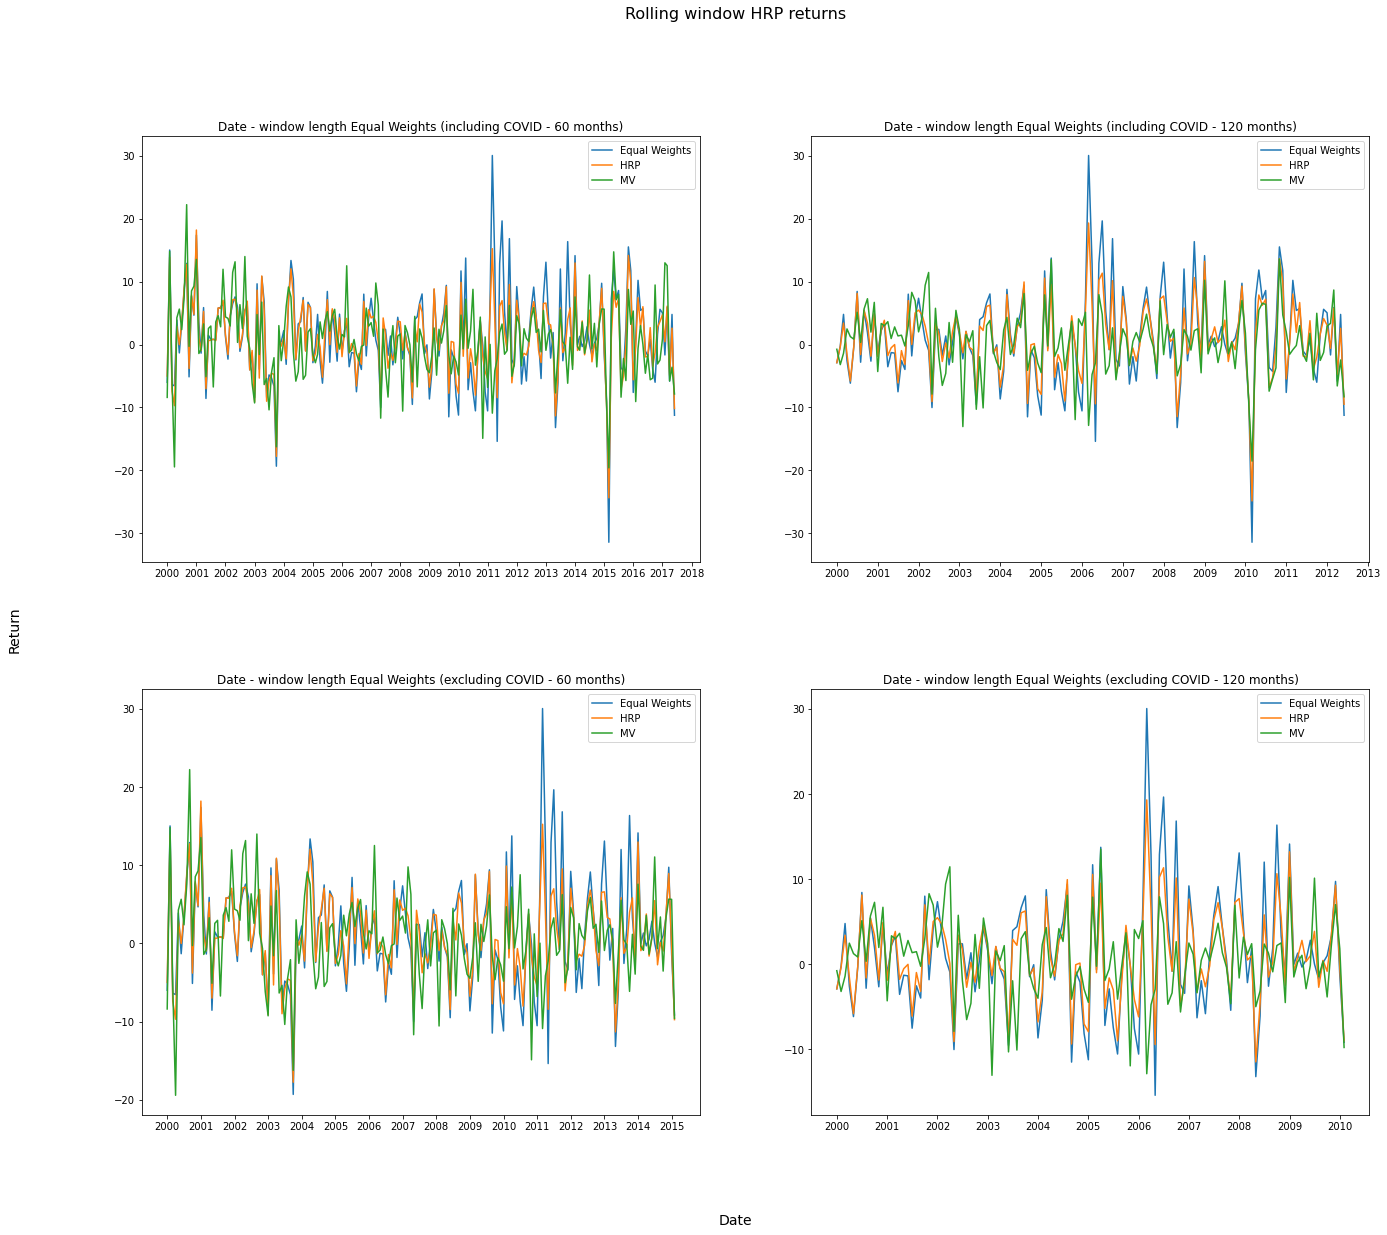 Rolling window HRP returns
Date - window length Equal Weights (including COVID - 60 months)
Equal Weights
HRP
MV
30
20
10
0
−10
−20
−30
2000 2001 2002 2003 2004 2005 2006 2007 2008 2009 2010 2011 2012 2013 2014 2015 2016 2017 2018
Date - window length Equal Weights (including COVID - 120 months)
Equal Weights
HRP
MV
30
20
10
0
−10
−20
−30
2000 2001 2002 2003 2004 2005 2006 2007 2008 2009 2010 2011 2012 2013
Return
Date - window length Equal Weights (excluding COVID - 60 months)
Equal Weights
HRP
MV
30
20
10
0
−10
−20
2000 2001 2002 2003 2004 2005 2006 2007 2008 2009 2010 2011 2012 2013 2014 2015
Date - window length Equal Weights (excluding COVID - 120 months)
Equal Weights
HRP
MV
30
20
10
0
−10
2000 2001 2002 2003 2004 2005 2006 2007 2008 2009 2010
Date